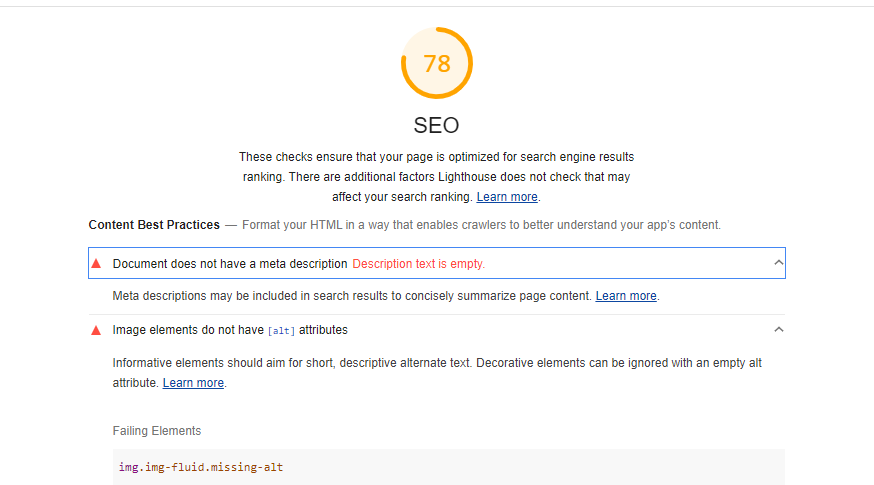 78
SEO
These checks ensure that your page is optimized for search engine results
ranking. There are additional factors Lighthouse does not check that may
affect your search ranking. Learn more.
Content Best Practices — Format your HTML in a way that enables crawlers to better understand your app's content.
Document does not have a meta description Description text is empty.
Meta descriptions may be included in search results to concisely summarize page content. Learn more.
Image elements do not have [alt] attributes
Informative elements should aim for short, descriptive alternate text. Decorative elements can be ignored with an empty alt
attribute. Learn more.
Failing Elements
img.img-fluid.missing-alt